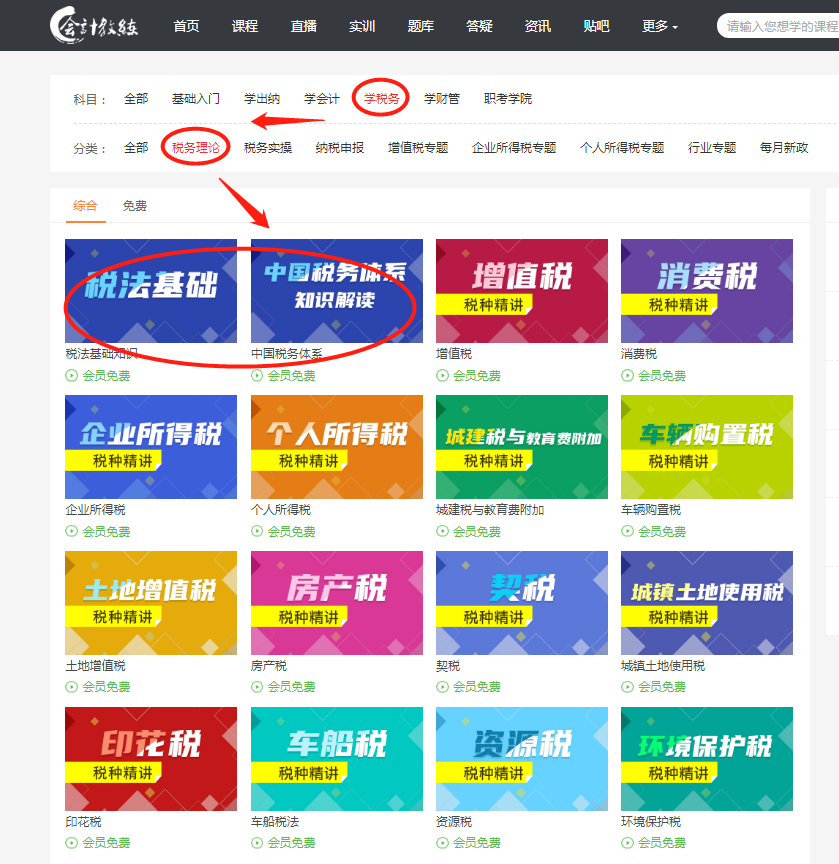 会计教练 首页 课程 直播 实训 题库 答疑 资讯 贴吧 更多 请输入您想学的课程
科目： 全部 基础入门 学出纳 学会计 学税务 学财管 职考学院
分类： 全部 税务理论 税务实操 纳税申报 增值税专题 企业所得税专题 个人所得税专题 行业专题 每月新政
综合 免费
税法基础 中国税务体系 增值税 消费税
知识解读
税种精讲 税种精讲
税法基础知识 中国税务体系 增值税 消费税
会员免费 会员免费 会员免费 会员免费
企业所得税 个人所得税 城建税与教育费附加 车辆购置税
税种精讲 税种精讲 税种精讲 税种精讲
企业所得税 个人所得税 城建税与教育费附加 车辆购置税
会员免费 会员免费 会员免费 会员免费
土地增值税 房产税 契税 城镇土地使用税
税种精讲 税种精讲 税种精讲 税种精讲
土地增值税 房产税 契税 城镇土地使用税
会员免费 会员免费 会员免费 会员免费
印花税 车船税 资源税 环境保护税
税种精讲 税种精讲 税种精讲 税种精讲
印花税 车船税法 资源税 环境保护税
会员免费 会员免费 会员免费 会员免费